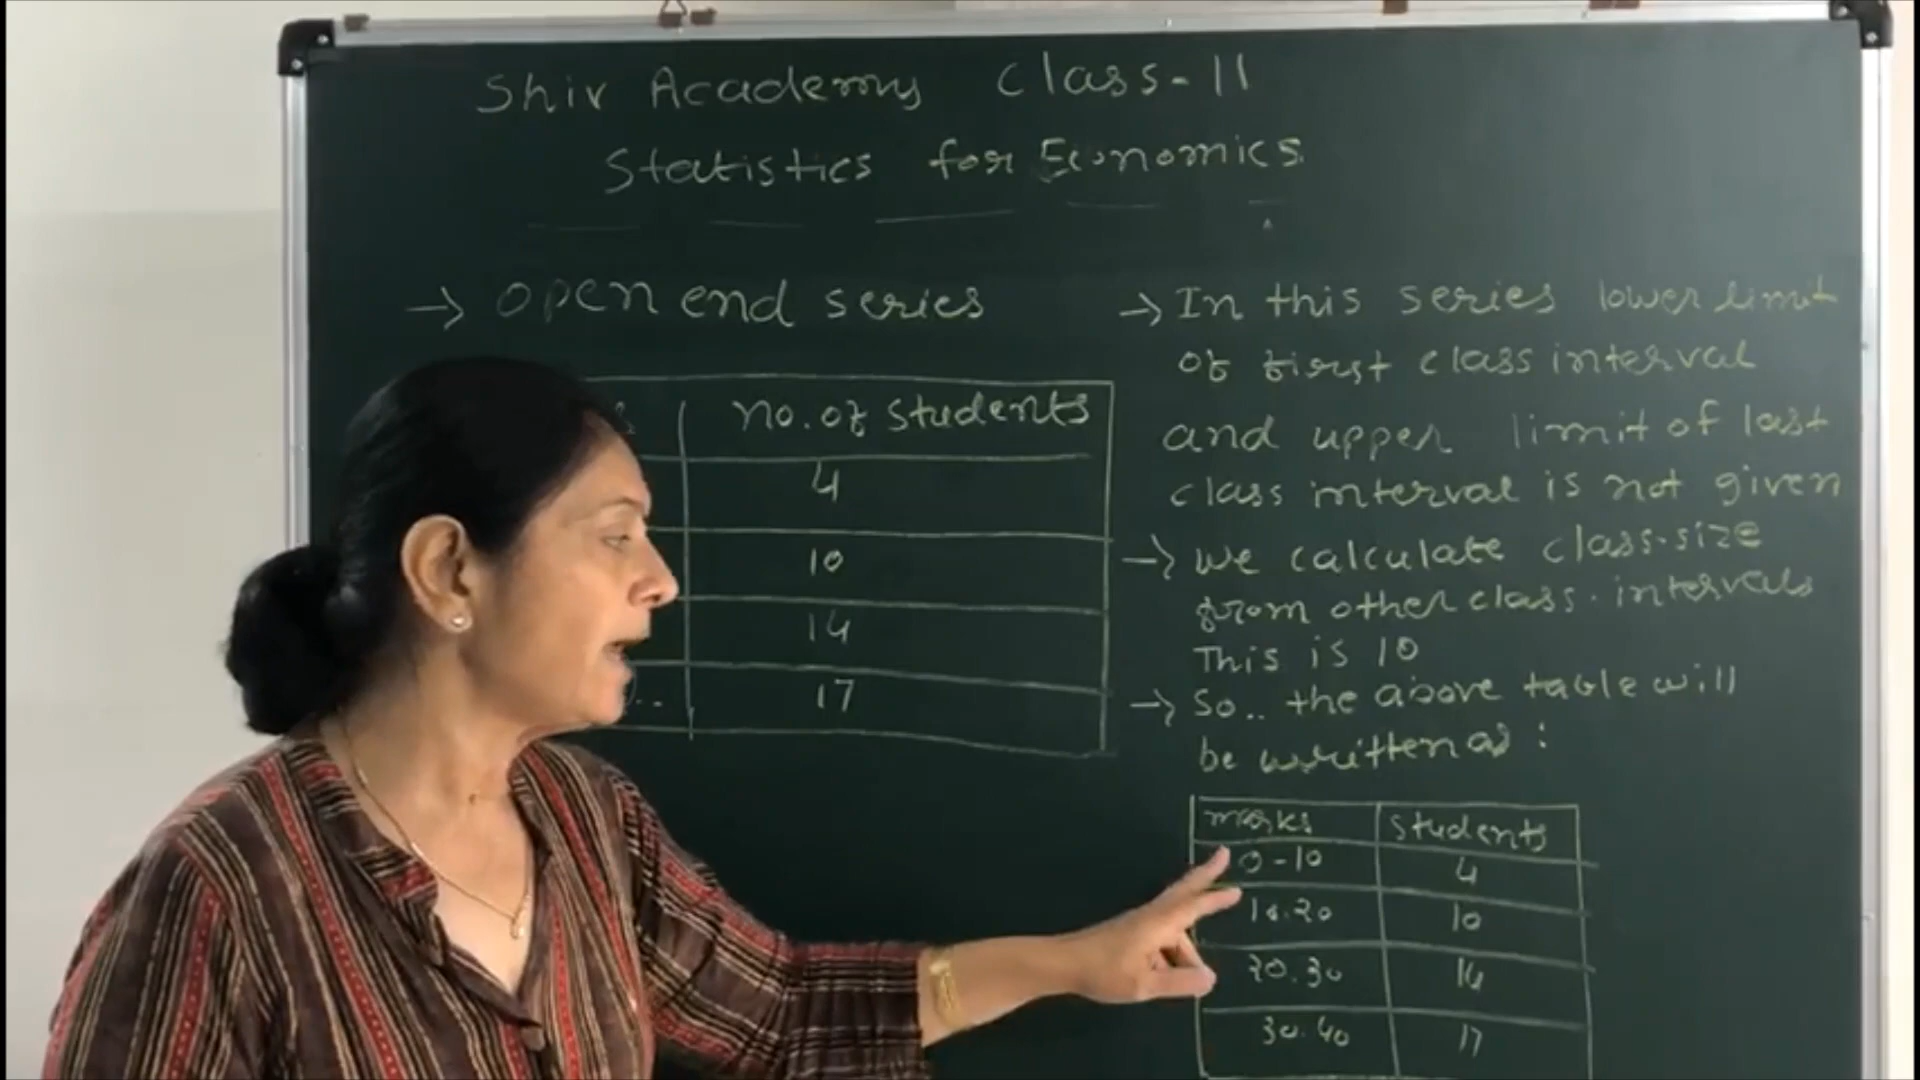 Shiv Academy Class-11
Statistics for Economics
→ open end series
no. of students
4
10
14
17
→ In this series lower limit
of first class interval
and upper limit of last
class interval is not given
→ we calculate class-size
from other class. intervals
This is 10
→ So.. the above table will
be written as :
marks students
0-10 4
10.20 10
20.30 14
30.40 17